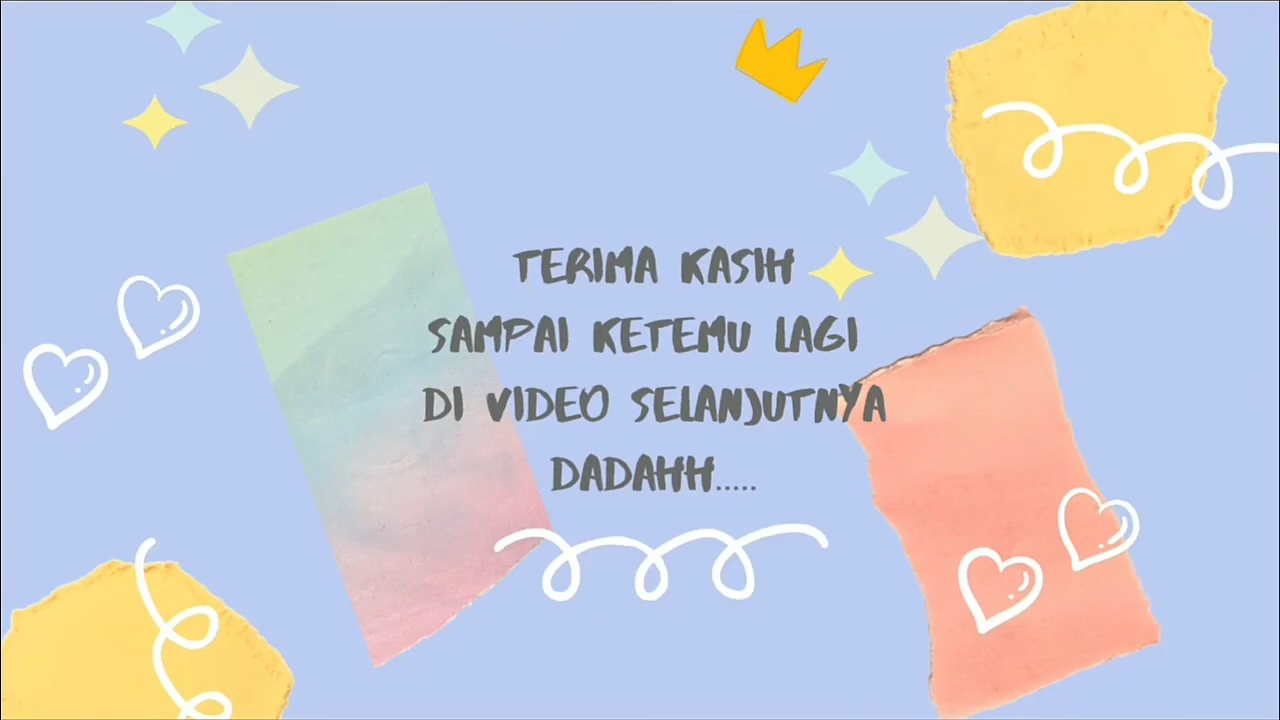 TERIMA KASIH
SAMPAI KETEMU LAGI
DI VIDEO SELANJUTNYA
DADAHH.....